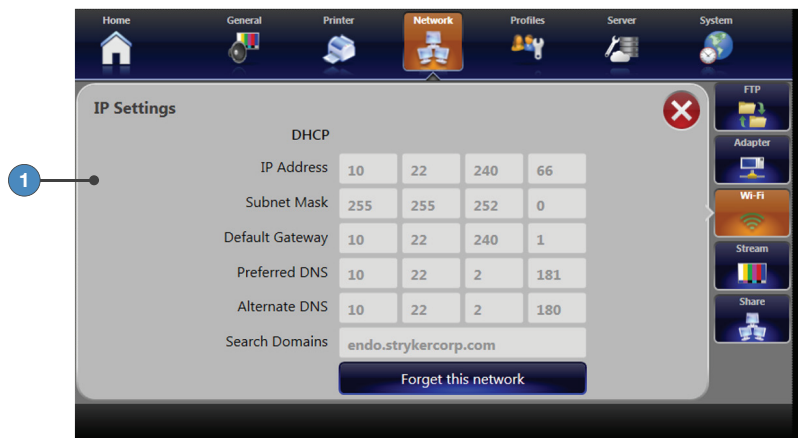 Home General Printer Network Profiles Server System
IP Settings
FTP
DHCP
Adapter
1
IP Address 10 22 240 66
Subnet Mask 255 255 252 0
Wi-Fi
Default Gateway 10 22 240 1
Stream
Preferred DNS 10 22 2 181
Alternate DNS 10 22 2 180
Share
Search Domains endo.strykercorp.com
Forget this network